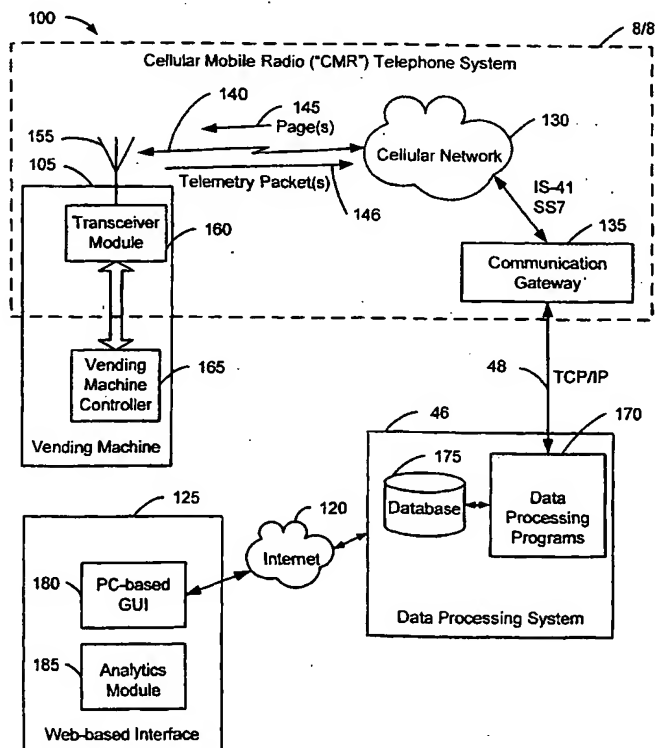 100
8/8
Cellular Mobile Radio ("CMR") Telephone System
145
140
Page(s)
130
155
105
Cellular Network
Telemetry Packet(s)
146
IS-41
SS7
135
Transceiver
Module
160
Communication
Gateway
Vending
Machine
Controller
165
Vending Machine
48
TCP/IP
46
170
175
Database
Data
Processing
Programs
Data Processing System
125
120
Internet
180
PC-based
GUI
185
Analytics
Module
Web-based Interface